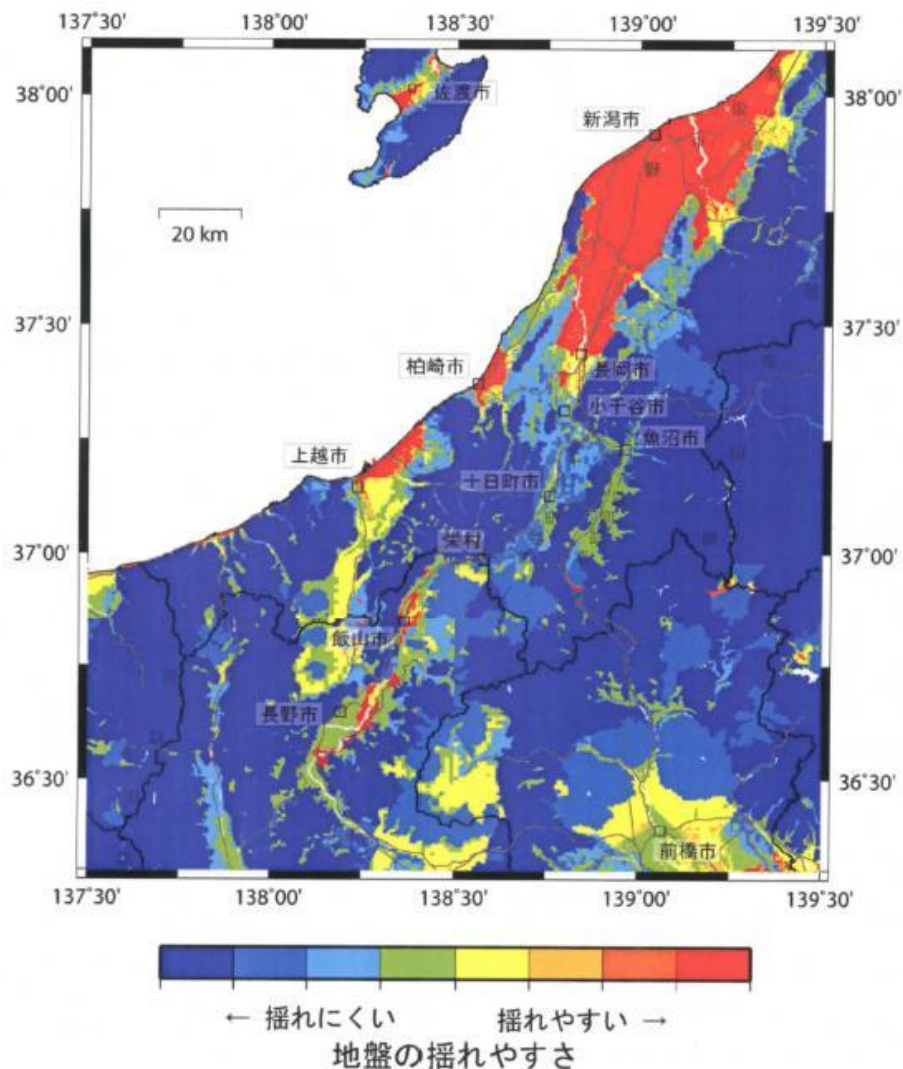 137°30' 138°00' 138°30' 139°00' 139°30'
38°00' 38°00'
佐渡市
新潟市
野
20 km
37°30' 37°30'
柏崎市
長岡市
小千谷市
魚沼市
上越市
十日町市
37°00' 37°00'
栄村
飯山市
長野市
36°30' 36°30'
前橋市
137°30' 138°00' 138°30' 139°00' 139°30'
← 揺れにくい 揺れやすい →
地盤の揺れやすさ